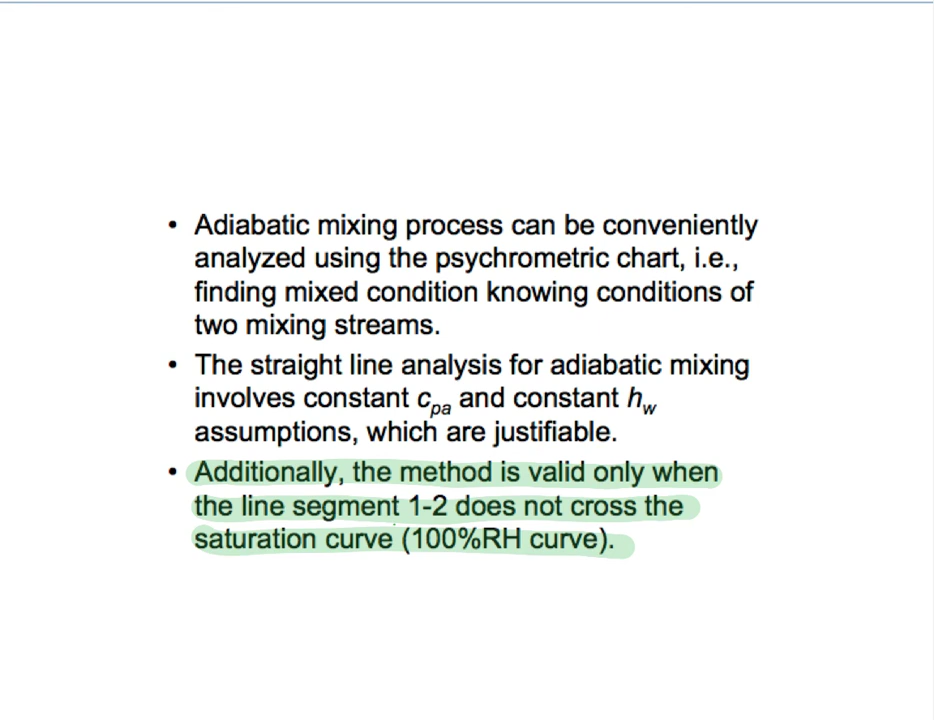 • Adiabatic mixing process can be conveniently
analyzed using the psychrometric chart, i.e.,
finding mixed condition knowing conditions of
two mixing streams.
• The straight line analysis for adiabatic mixing
involves constant cpa and constant hw
assumptions, which are justifiable.
• Additionally, the method is valid only when
the line segment 1-2 does not cross the
saturation curve (100%RH curve).